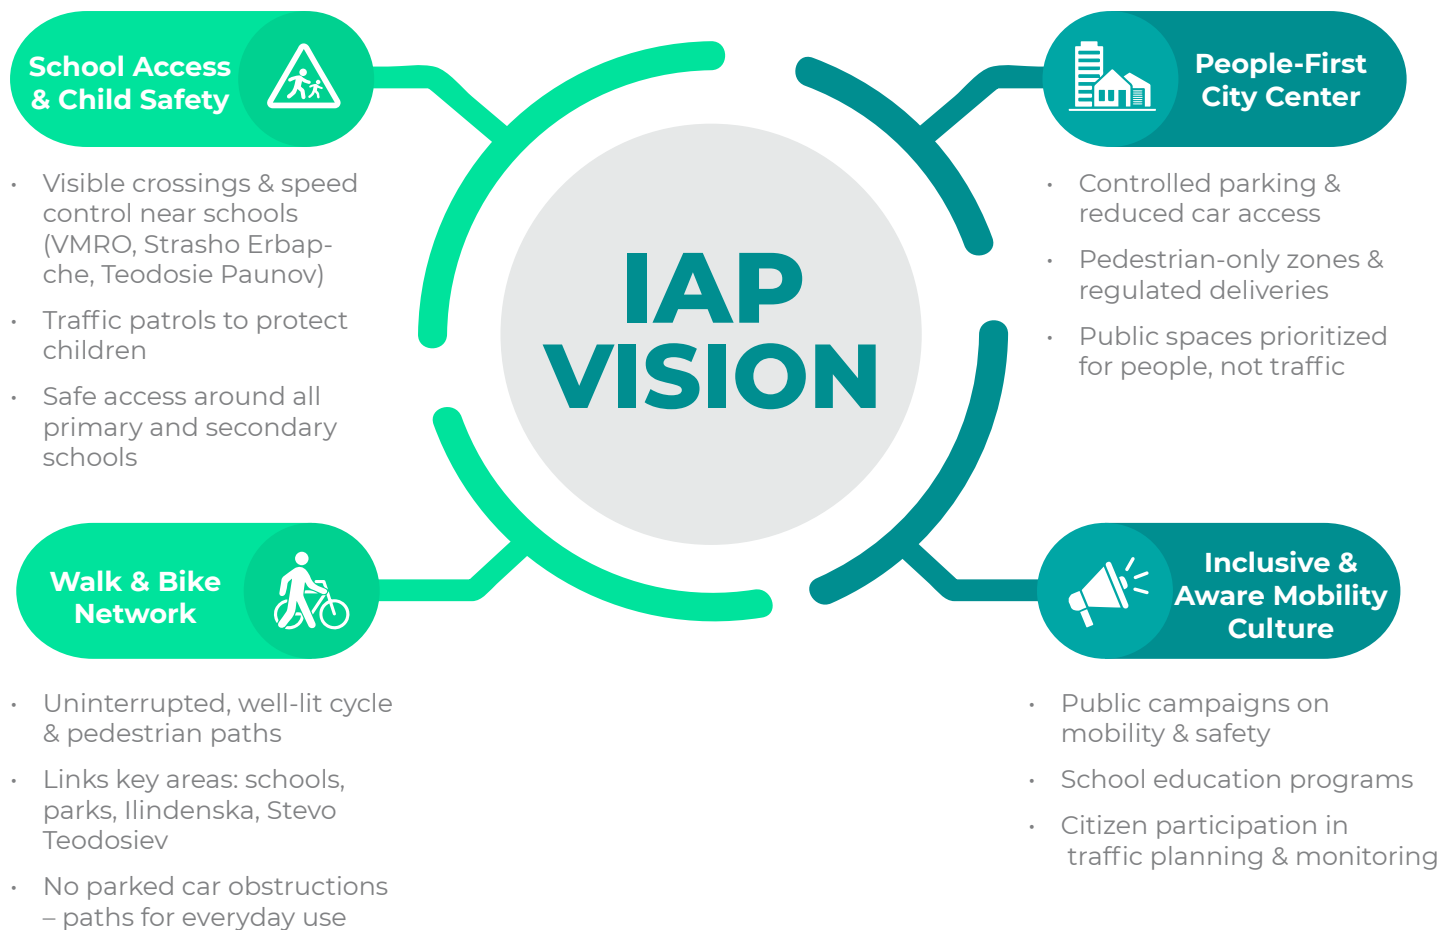 School Access
& Child Safety
• Visible crossings & speed
control near schools
(VMRO, Strasho Erbap-
che, Teodosie Paunov)
• Traffic patrols to protect
children
• Safe access around all
primary and secondary
schools
Walk & Bike
Network
• Uninterrupted, well-lit cycle
& pedestrian paths
• Links key areas: schools,
parks, Ilindenska, Stevo
Teodosiev
• No parked car obstructions
– paths for everyday use
IAP
VISION
People-First
City Center
• Controlled parking &
reduced car access
• Pedestrian-only zones &
regulated deliveries
• Public spaces prioritized
for people, not traffic
Inclusive &
Aware Mobility
Culture
• Public campaigns on
mobility & safety
• School education programs
• Citizen participation in
traffic planning & monitoring